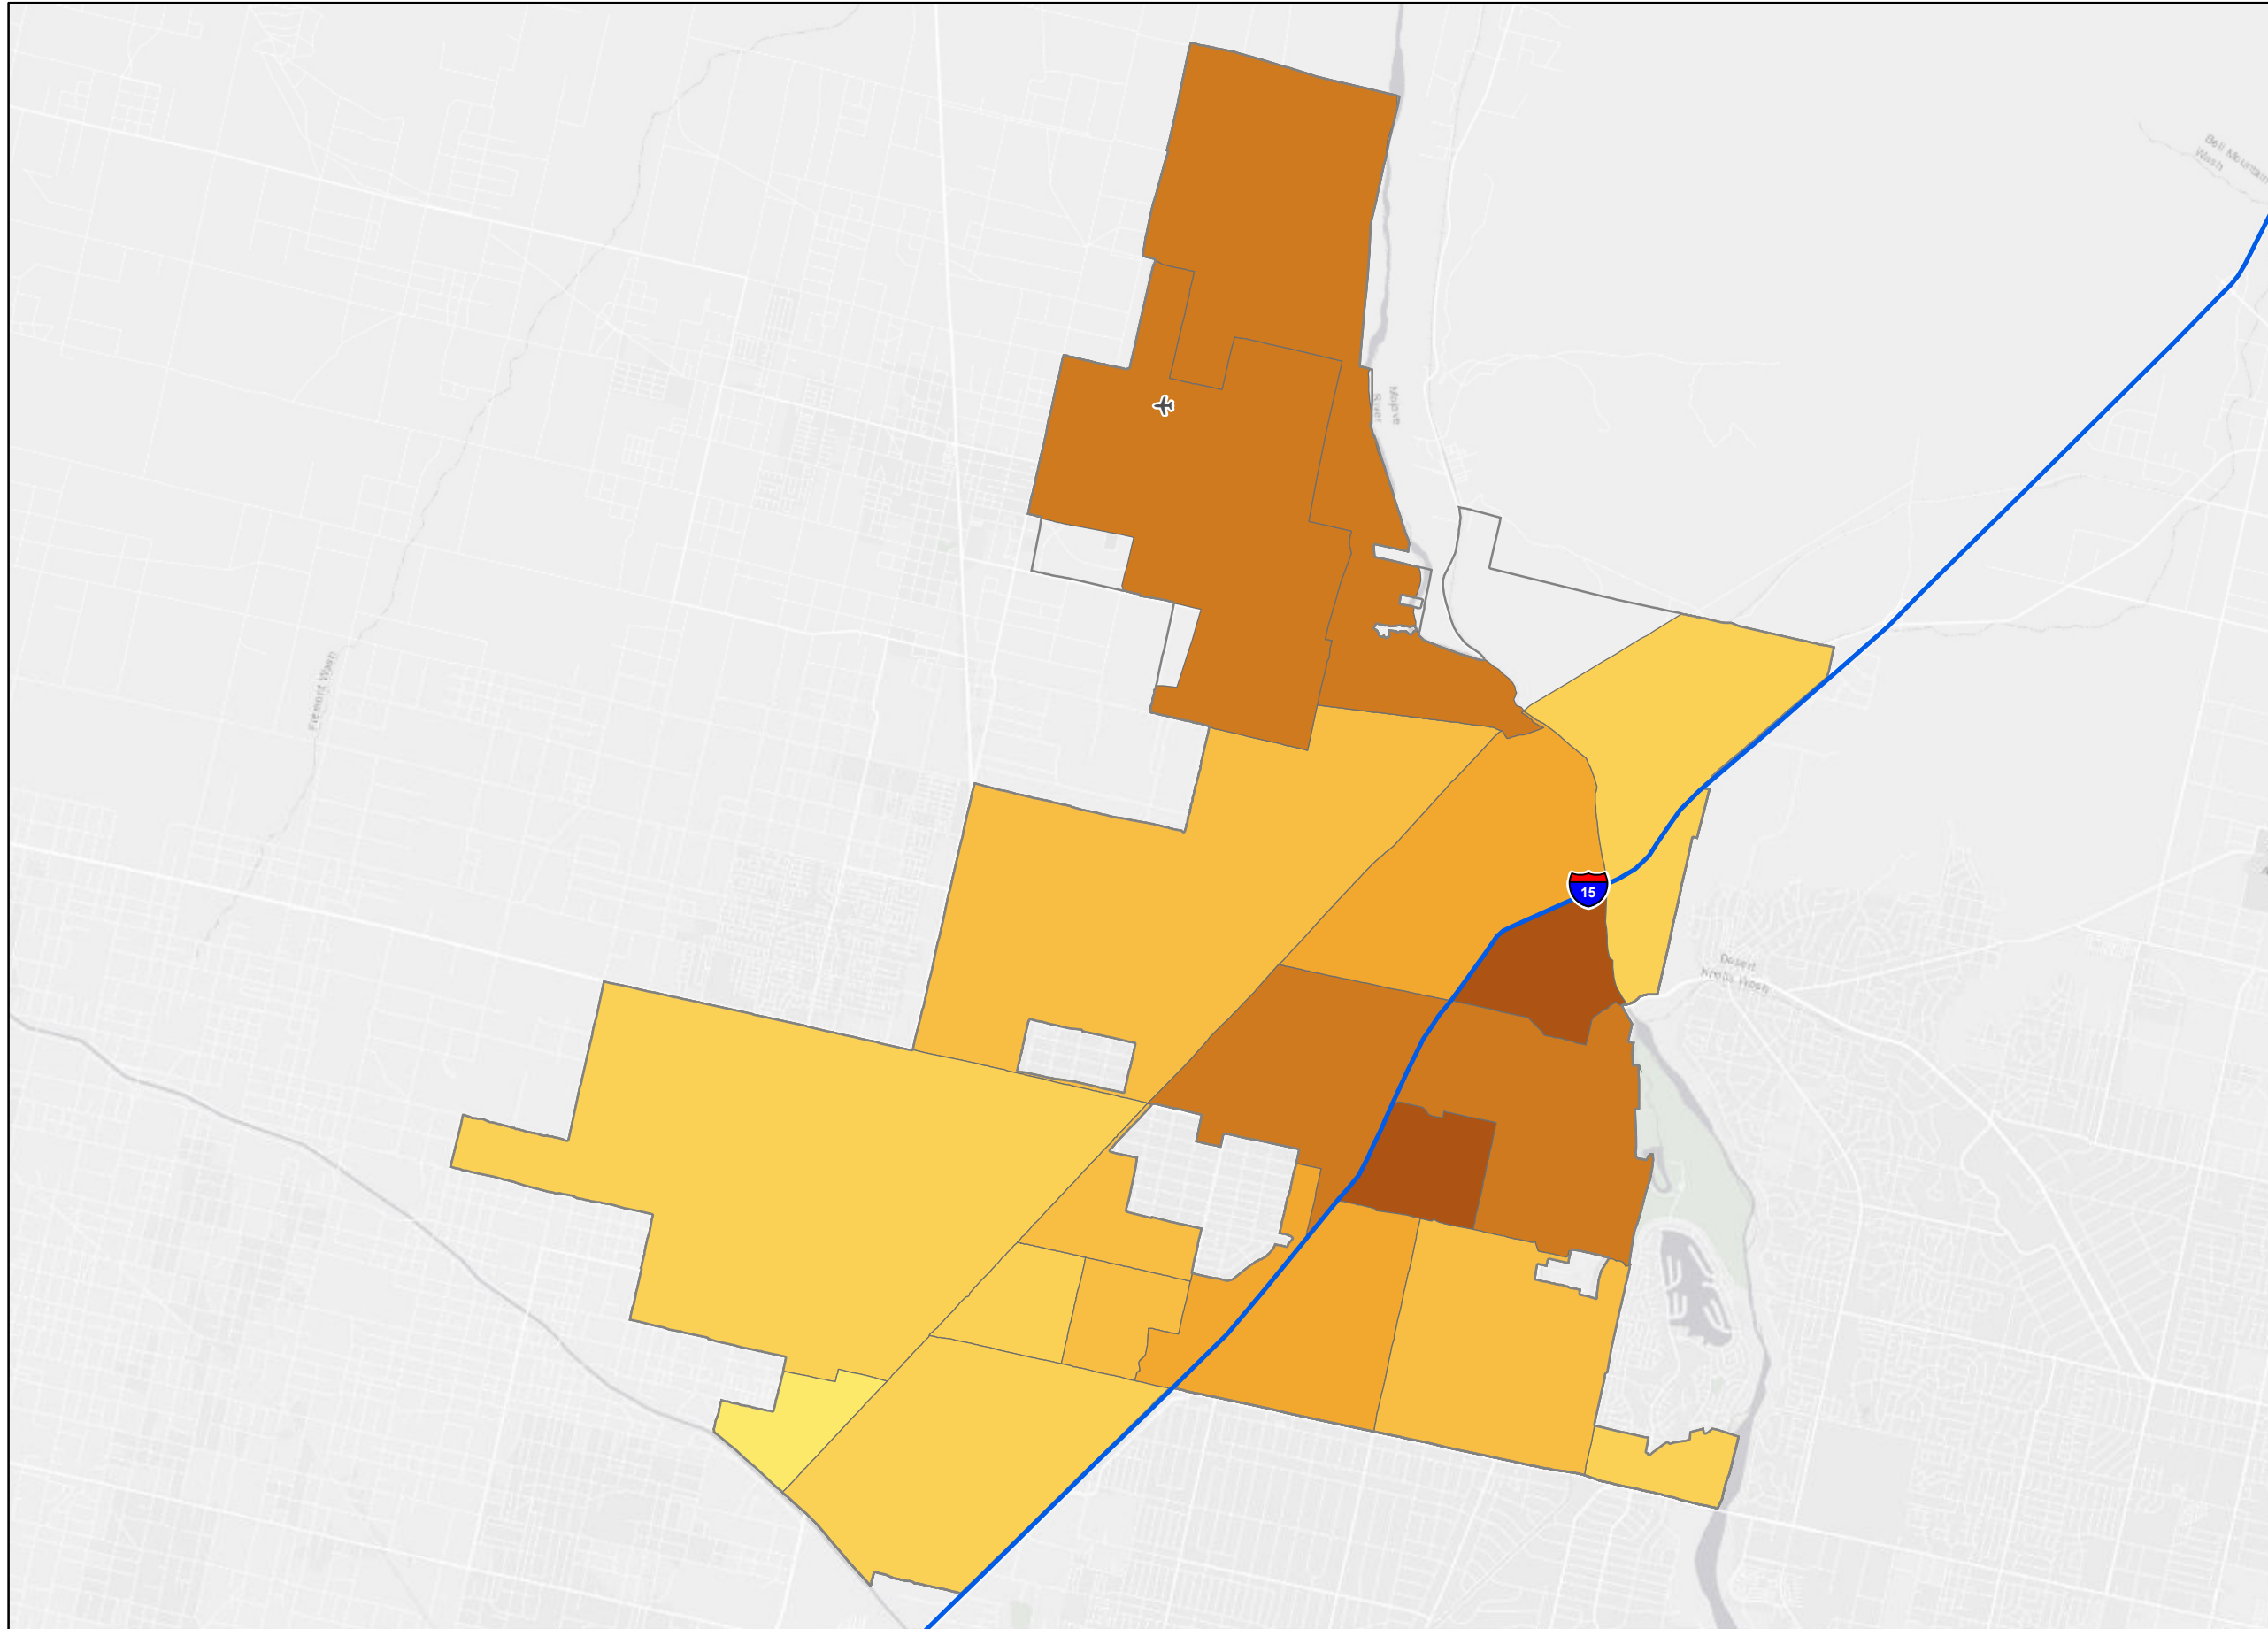 Bell Mountain
Wash
Mojave
River
Fremont Wash
15
Desert
Knolls Wash